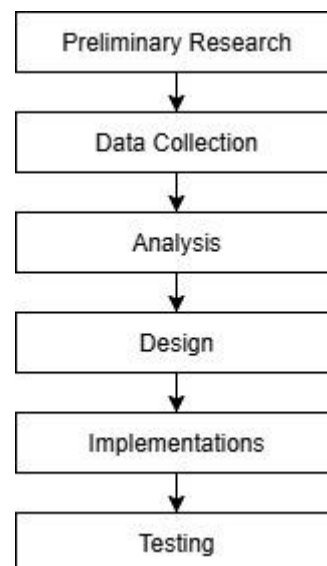 Preliminary Research
Data Collection
Analysis
Design
Implementations
Testing